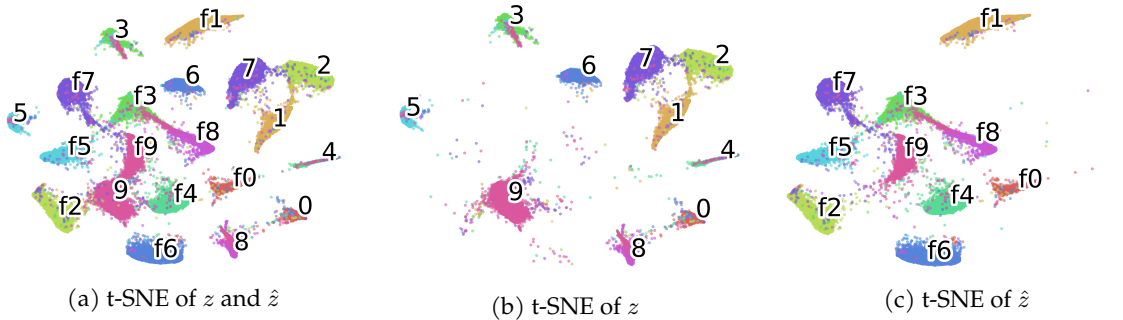 3 f1
f7 6 7 2
5 f3 1
f5 f9 f8 4
f2 9 f4 f0 0
f6 8
(a) t-SNE of z and ẑ
3
6 7 2
5 1
9 4
0
8
(b) t-SNE of z
f1
f7 f3
f5 f9 f8
f2 f4 f0
f6
(c) t-SNE of ẑ